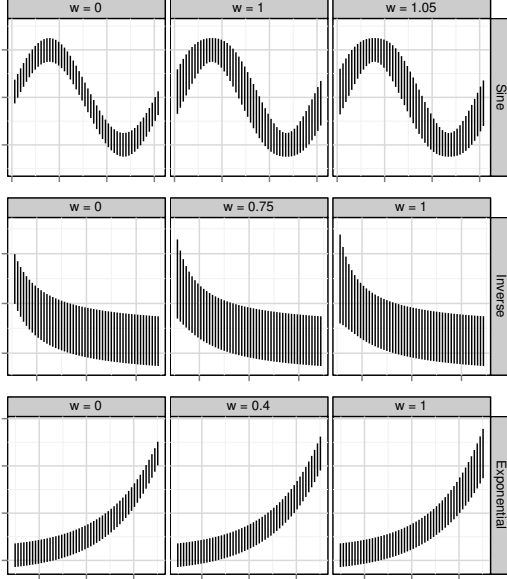 w = 0
w = 1
w = 1.05
Sine
w = 0
w = 0.75
w = 1
Inverse
w = 0
w = 0.4
w = 1
Exponential